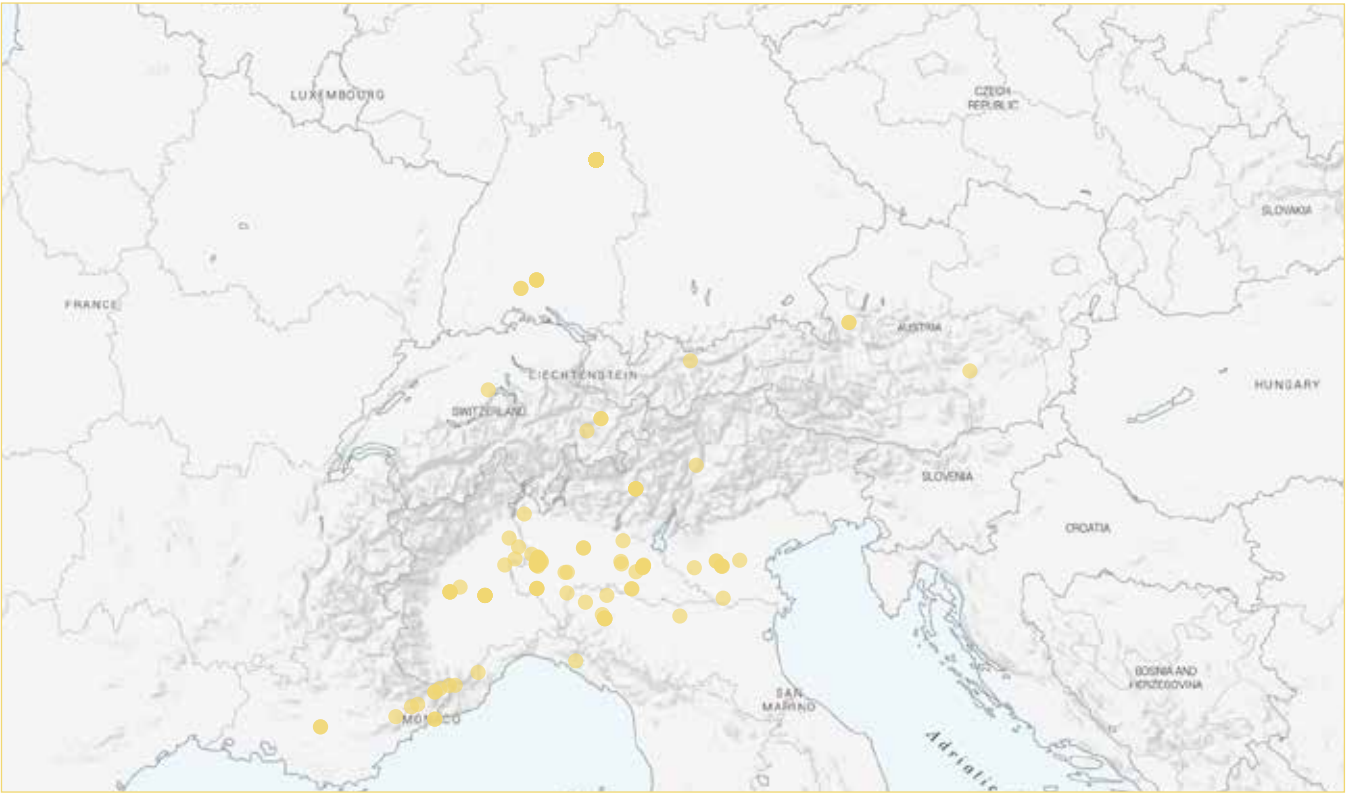 LUXEMBOURG
CZECH
REPUBLIC
SLOVAKIA
FRANCE
AUSTRIA
LIECHTENSTEIN
HUNGARY
SWITZERLAND
SLOVENIA
CROATIA
BOSNIA AND
HERZEGOVINA
SAN
MARINO
MONACO
Adriatic